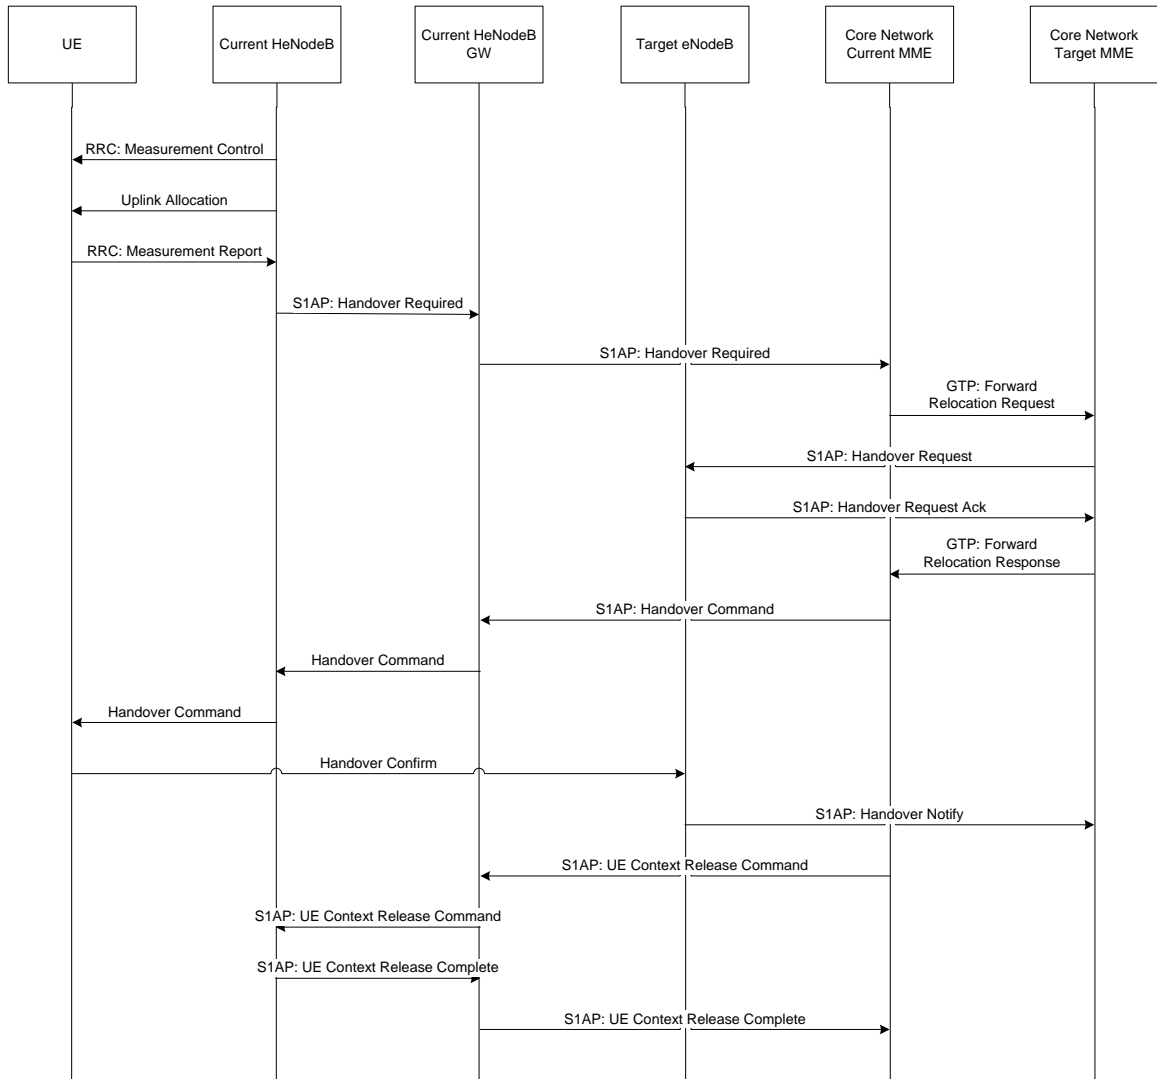 UE
Current HeNodeB
Current HeNodeB
GW
Target eNodeB
Core Network
Current MME
Core Network
Target MME
RRC: Measurement Control
Uplink Allocation
RRC: Measurement Report
S1AP: Handover Required
S1AP: Handover Required
GTP: Forward
Relocation Request
S1AP: Handover Request
S1AP: Handover Request Ack
GTP: Forward
Relocation Response
S1AP: Handover Command
Handover Command
Handover Command
Handover Confirm
S1AP: Handover Notify
S1AP: UE Context Release Command
S1AP: UE Context Release Command
S1AP: UE Context Release Complete
S1AP: UE Context Release Complete